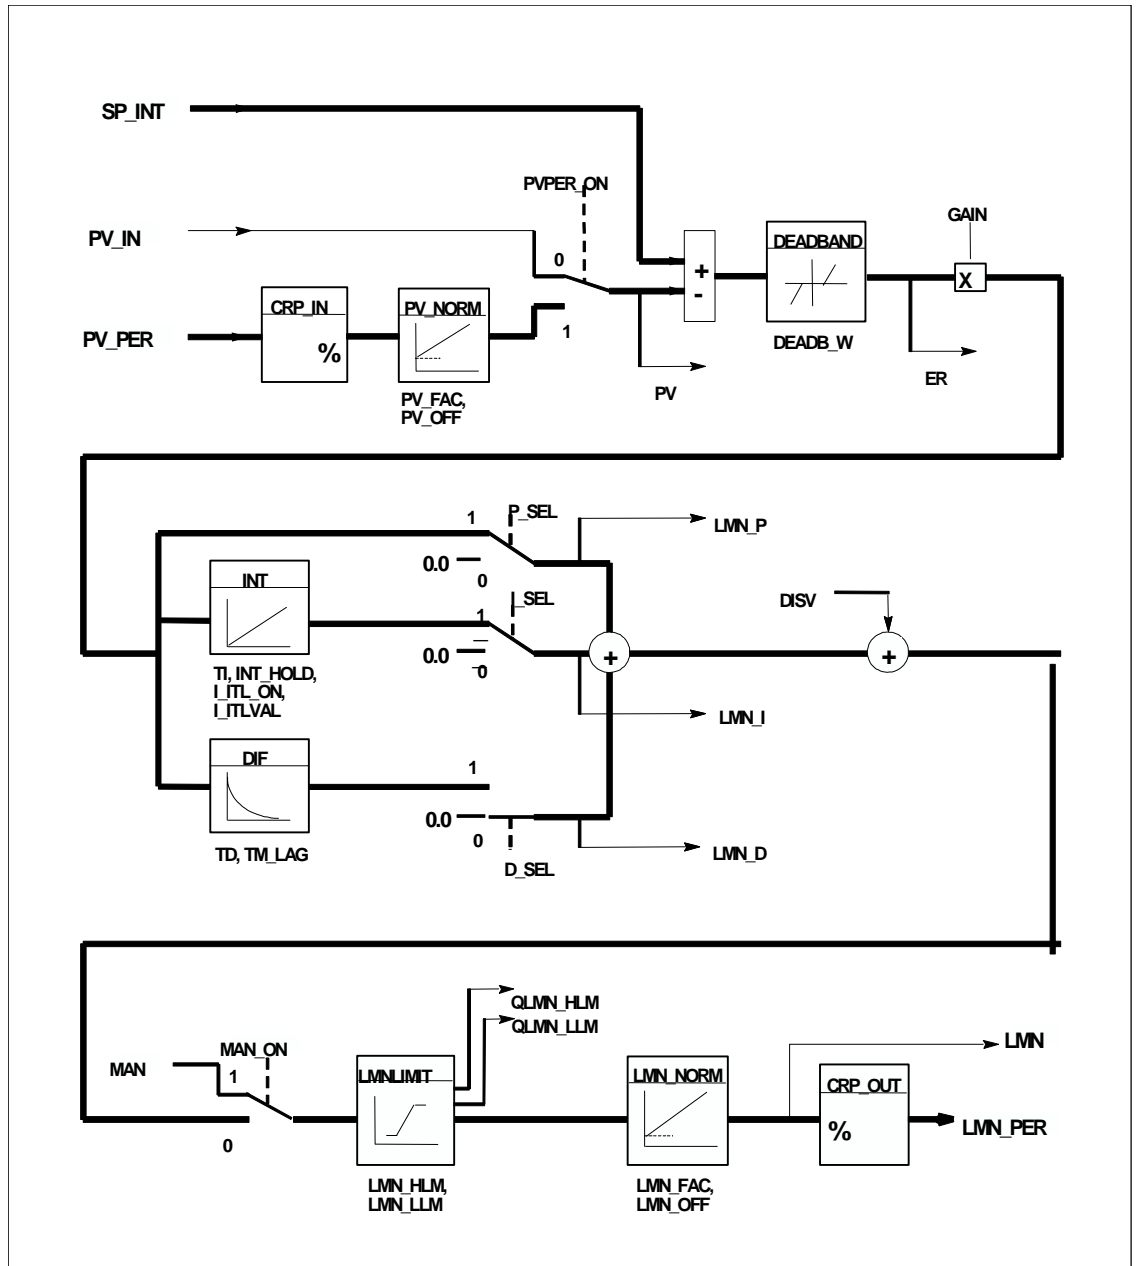 SP_INT
PVPER_ON
GAIN
PV_IN
DEADBAND
0
+
-
X
CRP_IN
PV_NORM
PV_PER
%
1
DEADB_W
ER
PV
PV_FAC,
PV_OFF
1
P_SEL
LMN_P
0.0
0
INT
I_SEL
DISV
1
0.0
0
+
+
TI, INT_HOLD,
I_ITL_ON,
I_ITLVAL
LMN_I
DIF
1
0.0
0
TD, TM_LAG
D_SEL
LMN_D
QLMN_HLM
QLMN_LLM
MAN_ON
LMN
MAN
1
LMNLIMIT
LMN_NORM
CRP_OUT
%
LMN_PER
0
LMN_HLM,
LMN_LLM
LMN_FAC,
LMN_OFF